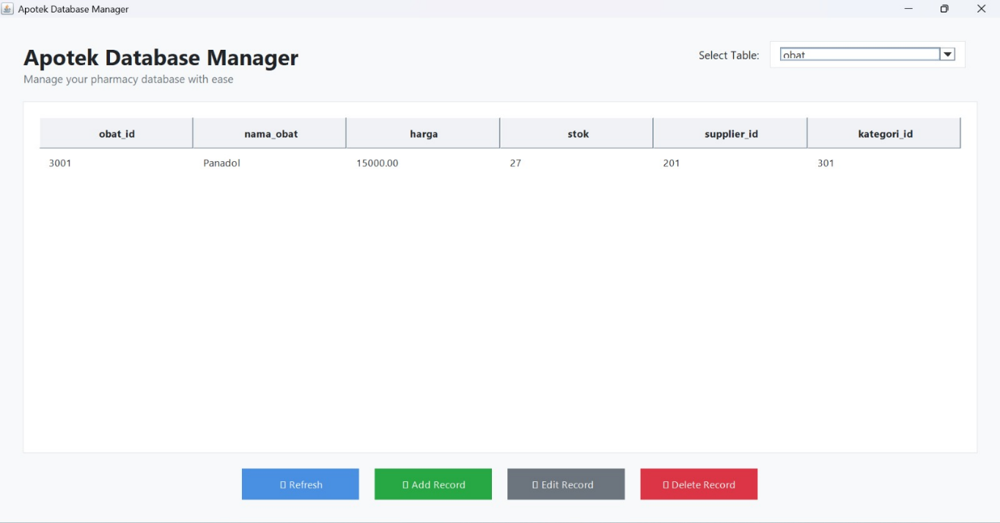 Apotek Database Manager
Apotek Database Manager
Manage your pharmacy database with ease
Select Table: obat
obat_id nama_obat harga stok supplier_id kategori_id
3001 Panadol 15000.00 27 201 301
Refresh Add Record Edit Record Delete Record